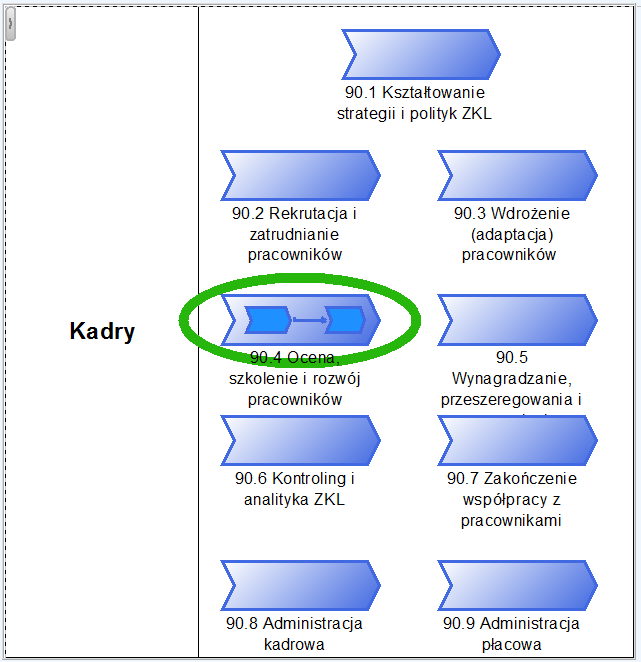 90.1 Kształtowanie
strategii i polityk ZKL
90.2 Rekrutacja i
zatrudnianie
pracowników
90.3 Wdrożenie
(adaptacja)
pracowników
Kadry
90.4 Ocena,
szkolenie i rozwój
pracowników
90.5
Wynagradzanie,
przeszeregowania i
90.6 Kontroling i
analityka ZKL
90.7 Zakończenie
współpracy z
pracownikami
90.8 Administracja
kadrowa
90.9 Administracja
płacowa